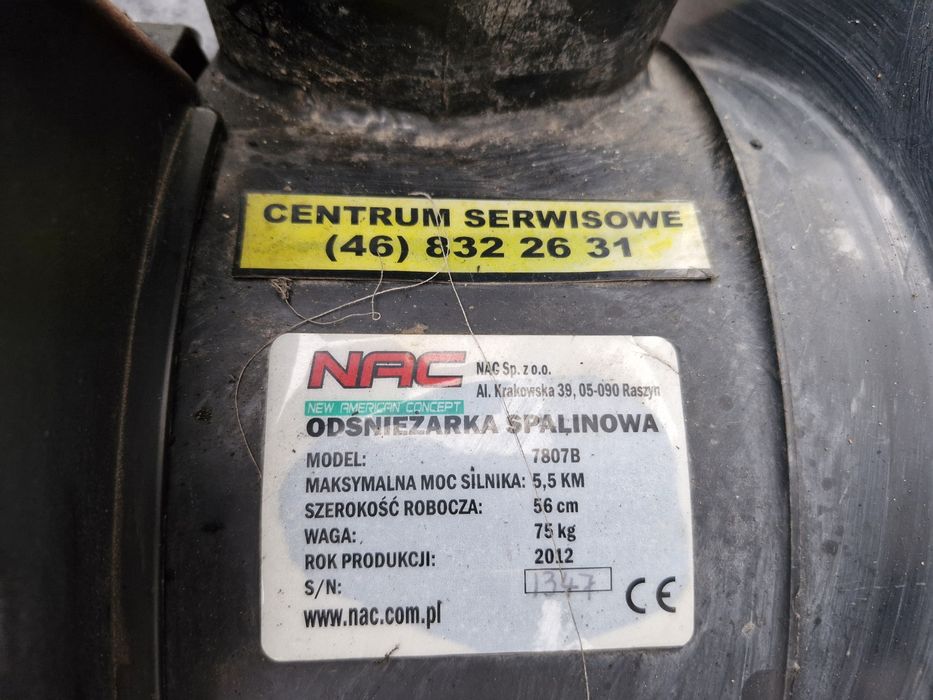 CENTRUM SERWISOWE
(46) 832 26 31
NAC
NAC Sp. z o.o.
Al. Krakowska 39, 05-090 Raszyn
NEW AMERICAN CONCEPT
ODŚNIEŻARKA SPALINOWA
MODEL: 7807B
MAKSYMALNA MOC SILNIKA: 5,5 KM
SZEROKOŚĆ ROBOCZA: 56 cm
WAGA: 75 kg
ROK PRODUKCJI: 2012
S/N: 1347
www.nac.com.pl
CE